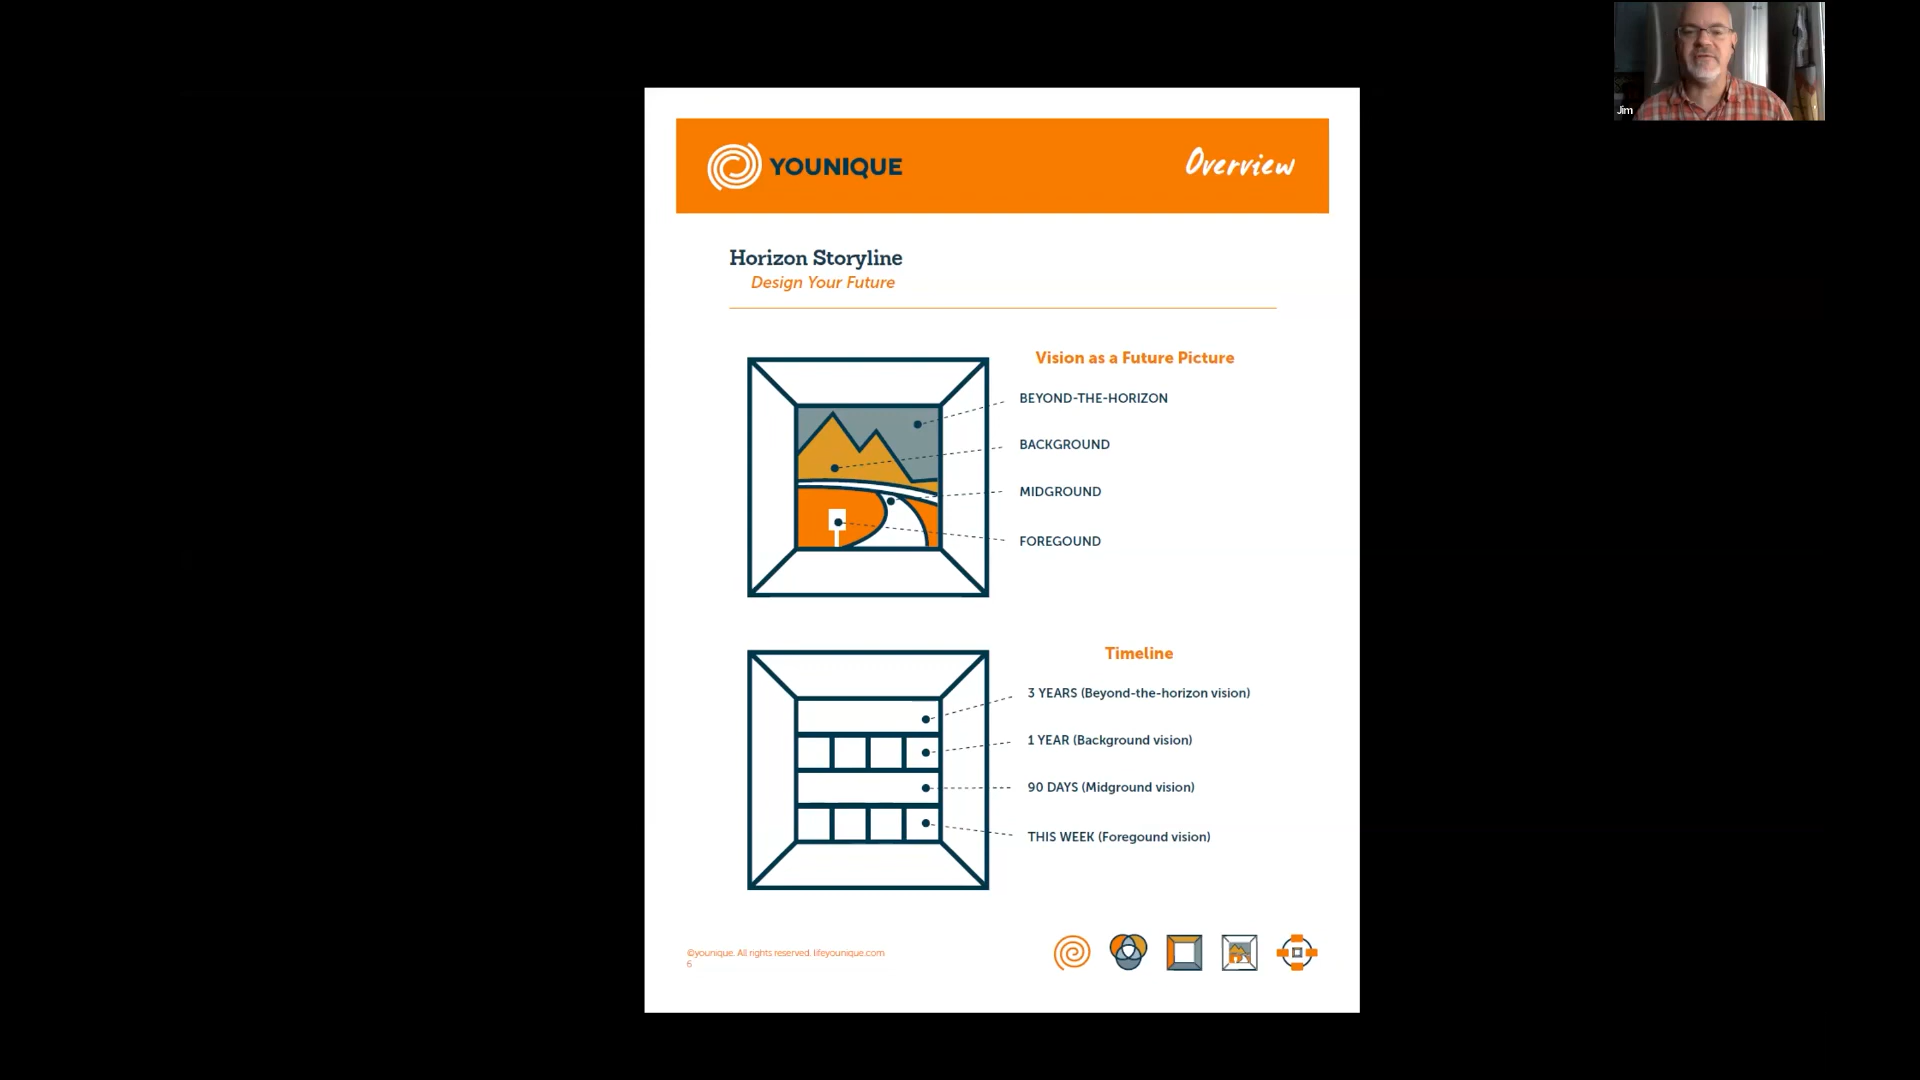 YOUNIQUE
Overview
Horizon Storyline
Design Your Future
Vision as a Future Picture
BEYOND-THE-HORIZON
BACKGROUND
MIDGROUND
FOREGOUND
Timeline
3 YEARS (Beyond-the-horizon vision)
1 YEAR (Background vision)
90 DAYS (Midground vision)
THIS WEEK (Foregound vision)
©younique. All rights reserved. lifeyounique.com
6
Jim